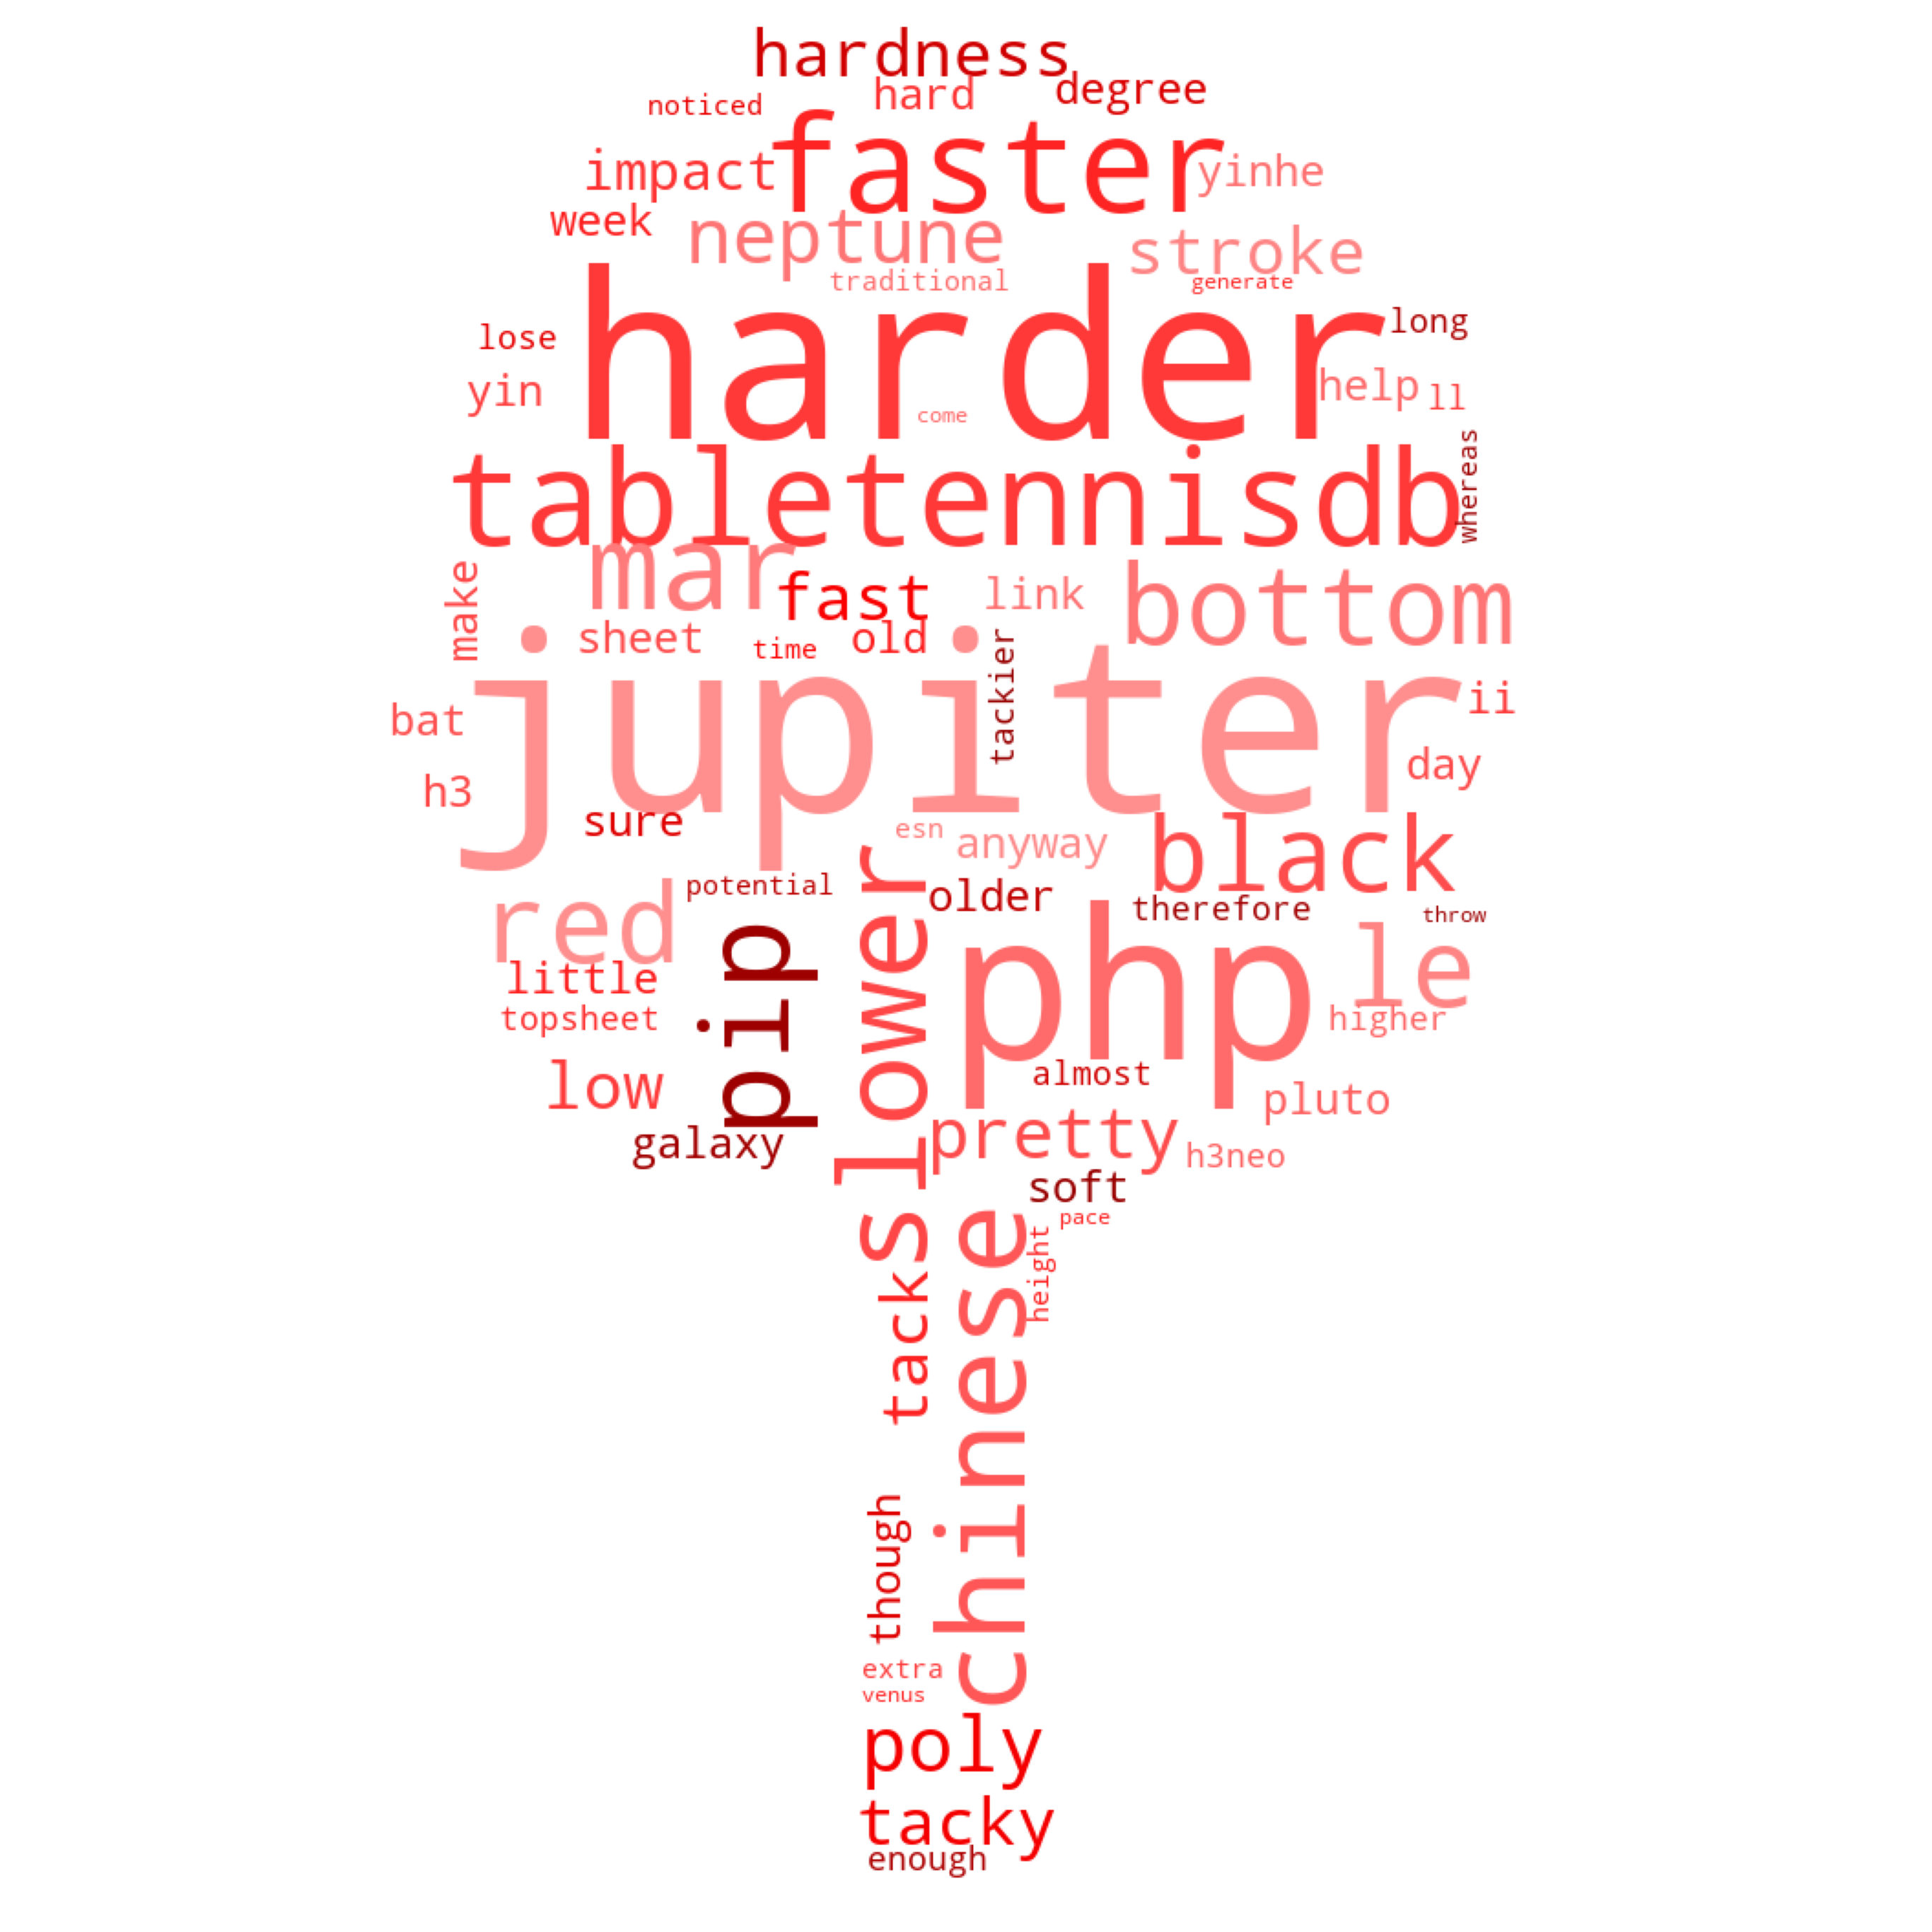 hardness
hard
degree
noticed
faster
impact
yinhe
week
neptune
stroke
traditional
generate
harder
long
lose
yin
help
ll
come
tabletennisdb
whereas
mar
fast
link
bottom
make
sheet
time
old
jupiter
tackier
ii
bat
day
h3
sure
esn
anyway
black
potential
older
therefore
throw
red
pip
slower
php
le
little
topsheet
higher
low
almost
pluto
galaxy
pretty
h3neo
soft
pace
tack
chinese
height
though
extra
venus
poly
tacky
enough